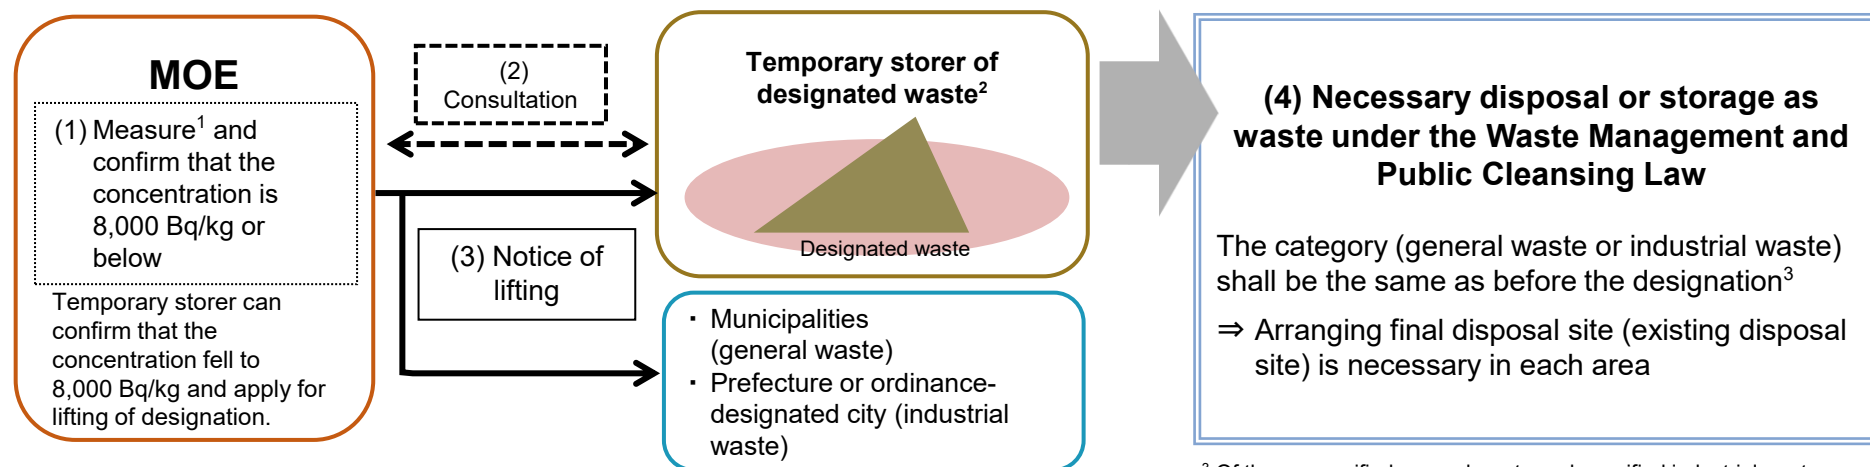 MOE
(1) Measure1 and
confirm that the
concentration is
8,000 Bq/kg or
below
Temporary storer can
confirm that the
concentration fell to
8,000 Bq/kg and apply for
lifting of designation.
(2)
Consultation
(3) Notice of
lifting
Temporary storer of
designated waste2
Designated waste
・ Municipalities
(general waste)
・ Prefecture or ordinance-
designated city (industrial
waste)
(4) Necessary disposal or storage as
waste under the Waste Management and
Public Cleansing Law
The category (general waste or industrial waste)
shall be the same as before the designation3
⇒ Arranging final disposal site (existing disposal
site) is necessary in each area